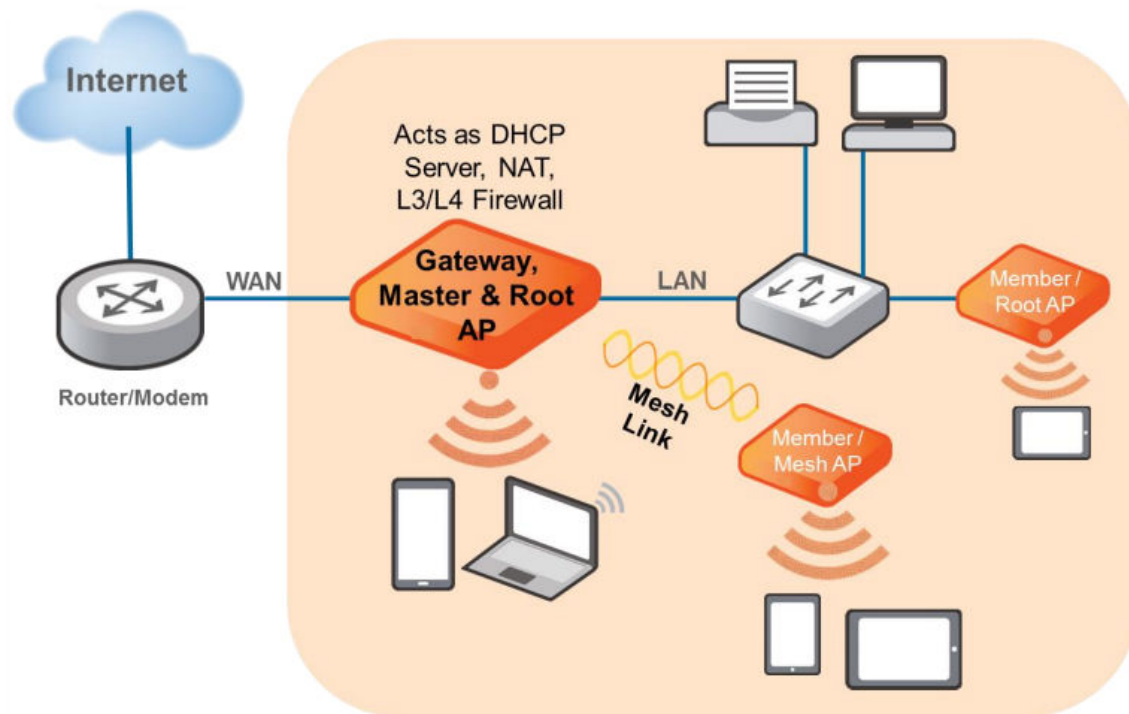 Internet
Acts as DHCP
Server, NAT,
L3/L4 Firewall
Gateway,
Master & Root
AP
WAN
LAN
Member /
Root AP
Router/Modem
Mesh
Link
Member /
Mesh AP